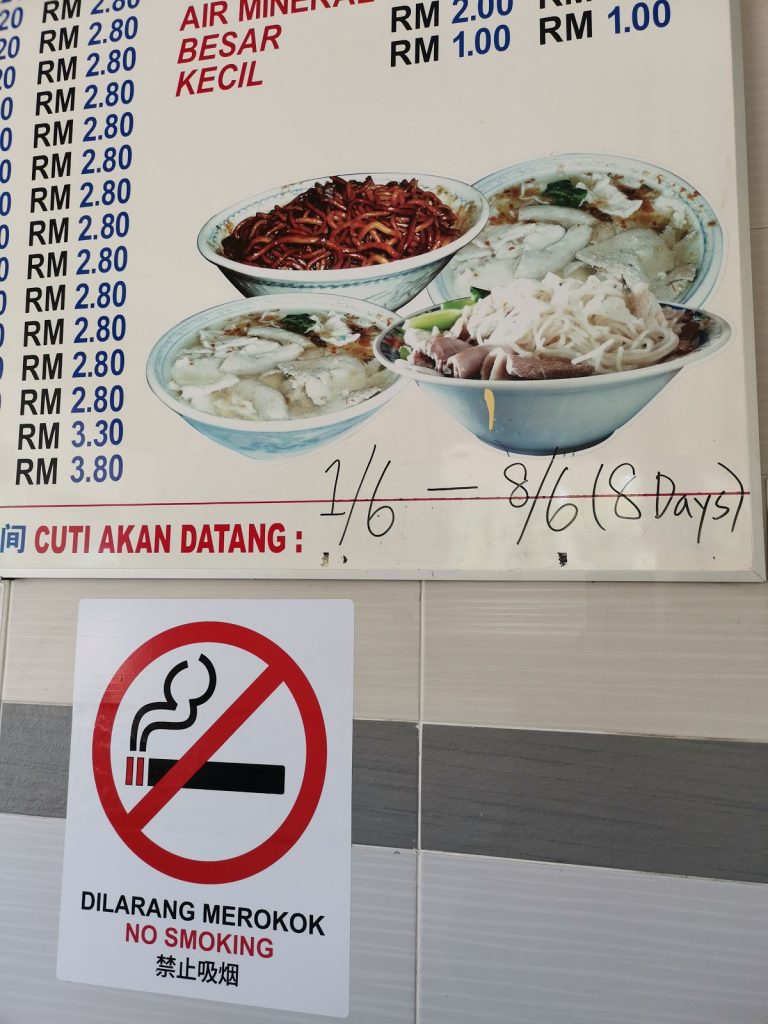 RM 2.80
RM 2.80
RM 2.80
RM 2.80
RM 2.80
RM 2.80
RM 2.80
RM 2.80
RM 2.80
RM 2.80
RM 2.80
RM 2.80
RM 2.80
RM 3.30
RM 3.80
AIR MINERAL
BESAR RM 2.00 RM
KECIL RM 1.00 RM 1.00
间 CUTI AKAN DATANG : 1/6 — 8/6 (8 Days)
DILARANG MEROKOK
NO SMOKING
禁止吸烟